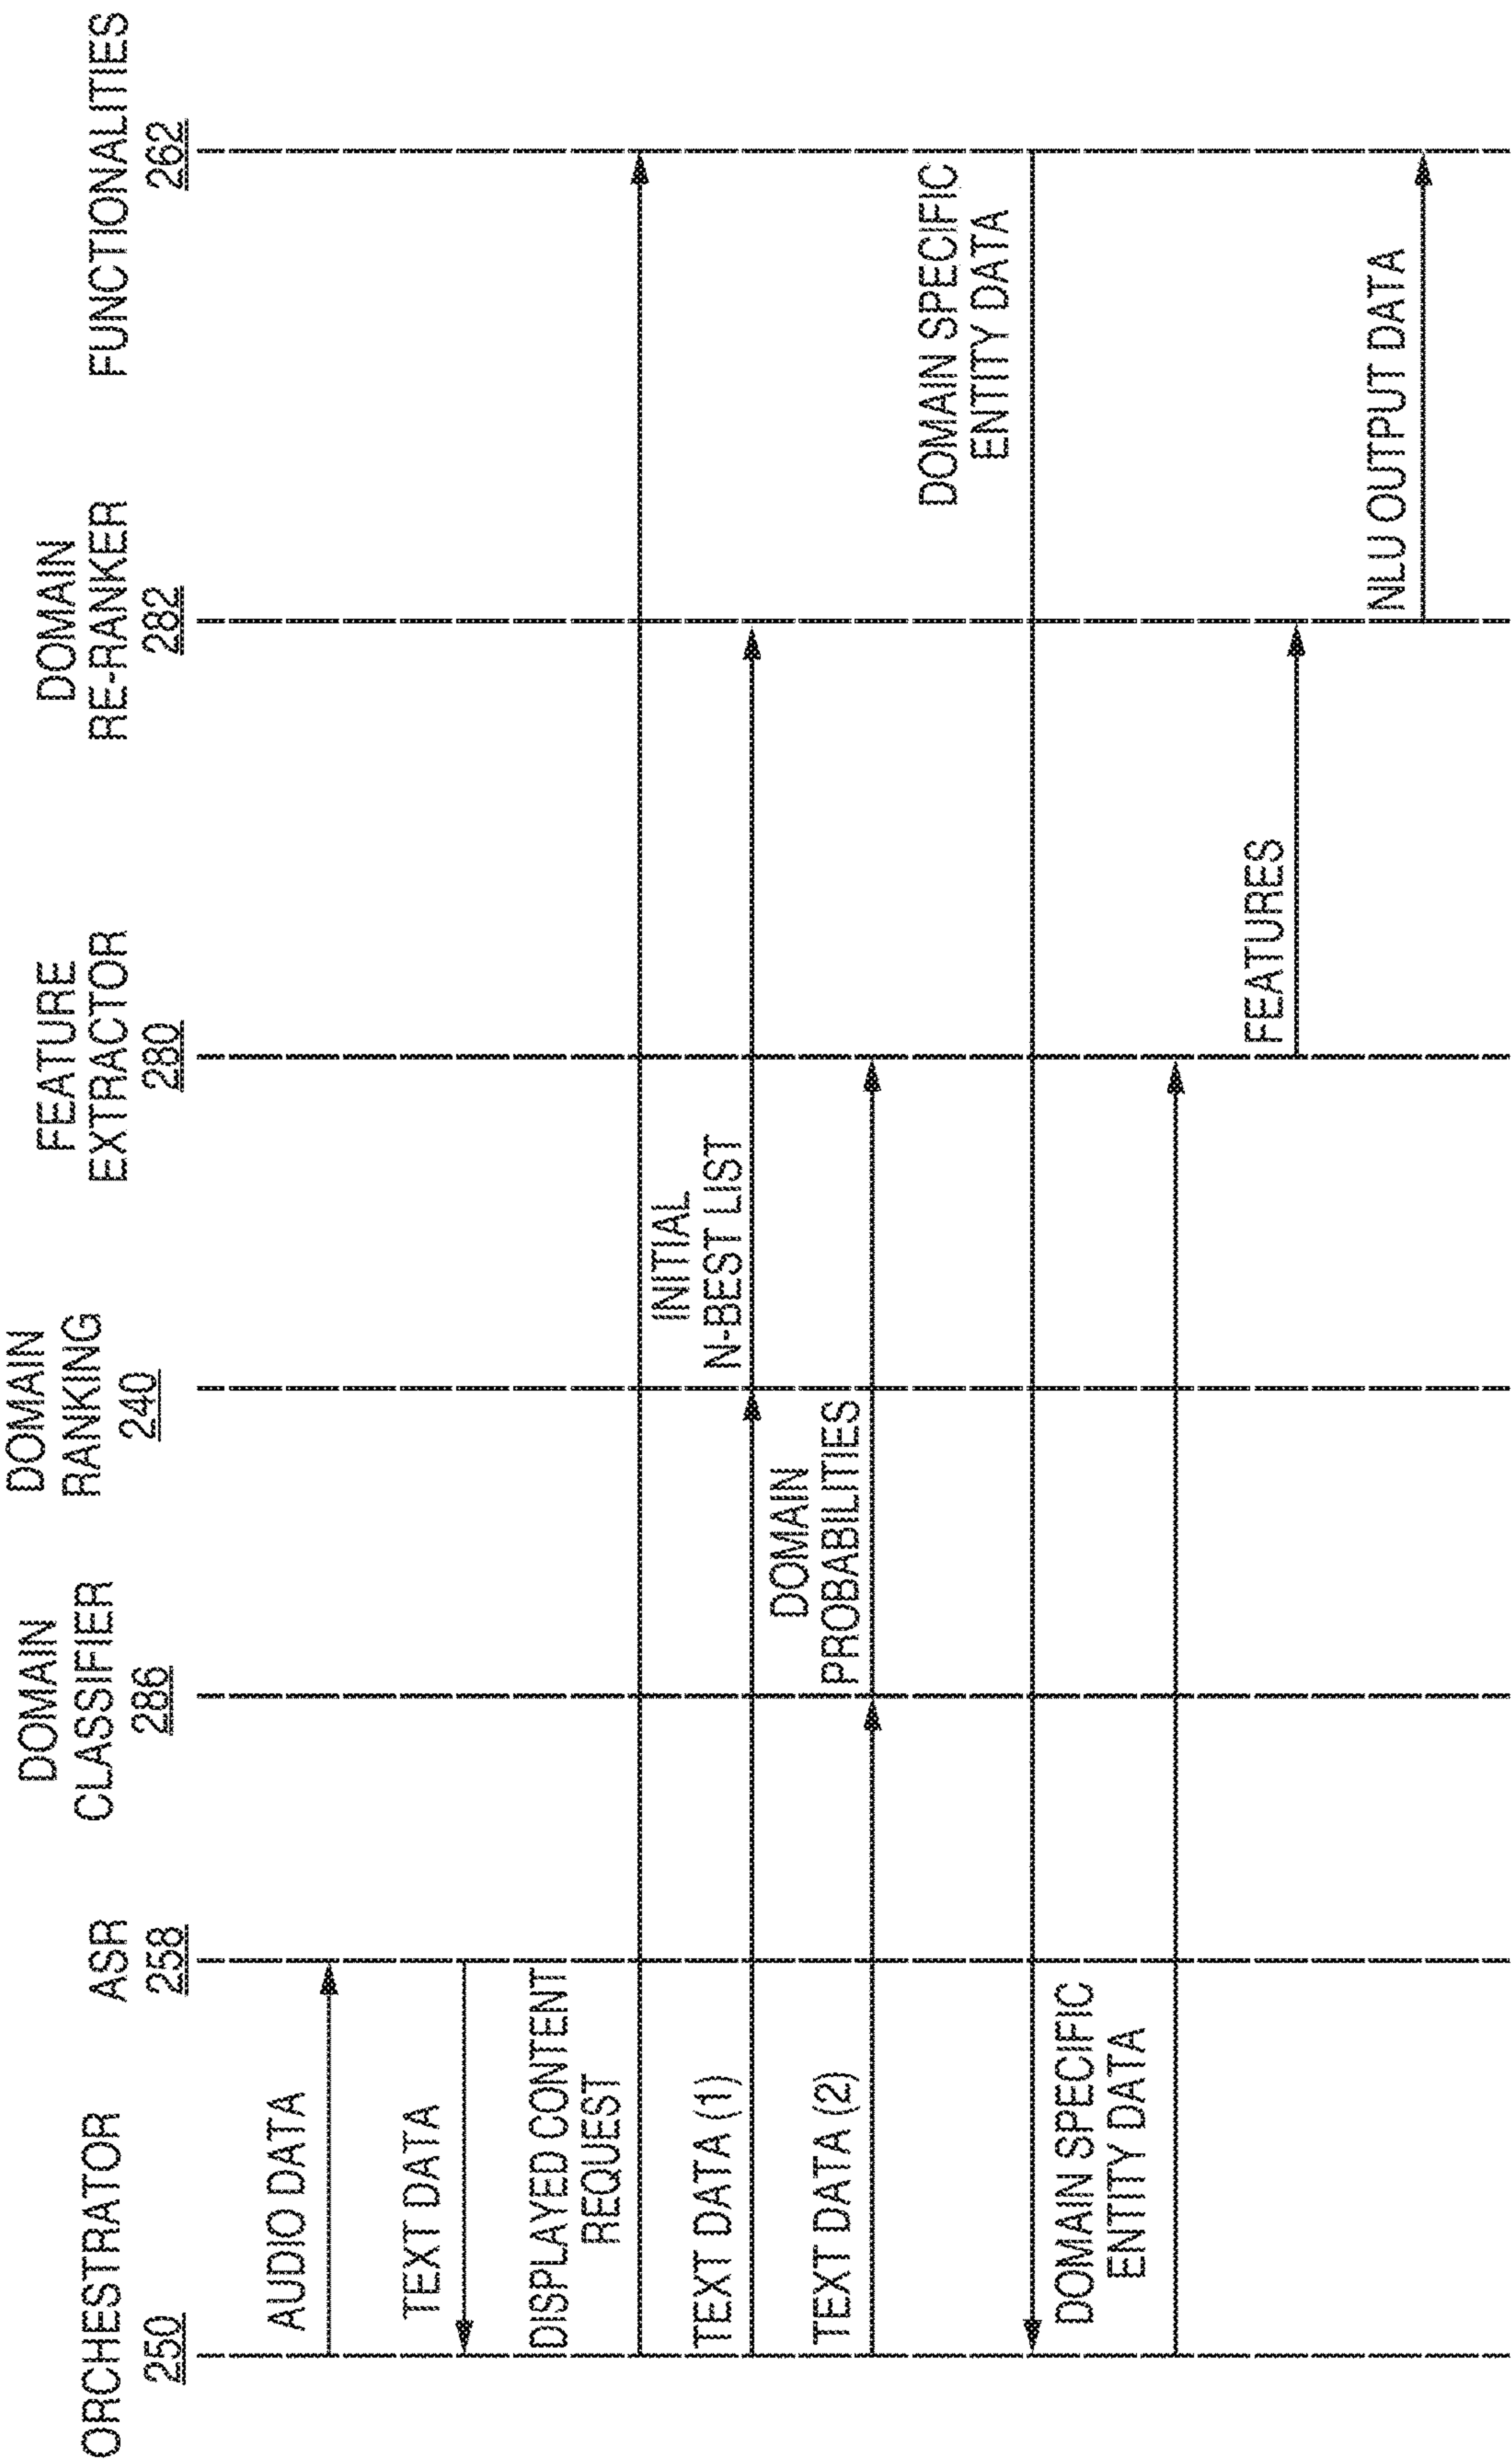 ORCHESTRATOR
250
ASR
258
DOMAIN
CLASSIFIER
286
DOMAIN
RANKING
240
FEATURE
EXTRACTOR
280
DOMAIN
RE-RANKER
282
FUNCTIONALITIES
262
AUDIO DATA
TEXT DATA
DISPLAYED CONTENT
REQUEST
TEXT DATA (1)
INITIAL
N-BEST LIST
TEXT DATA (2)
DOMAIN
PROBABILITIES
DOMAIN SPECIFIC
ENTITY DATA
DOMAIN SPECIFIC
ENTITY DATA
FEATURES
NLU OUTPUT DATA